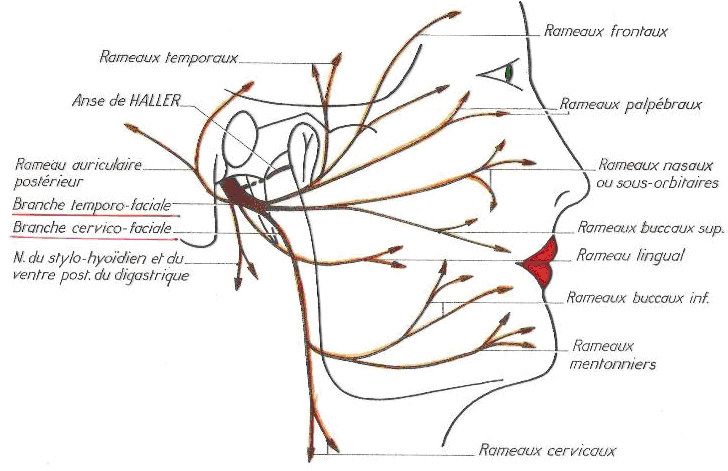 Rameaux frontaux
Rameaux temporaux
Anse de HALLER
Rameaux palpébraux
Rameau auriculaire
postérieur
Rameaux nasaux
ou sous-orbitaires
Branche temporo-faciale
Branche cervico-faciale
Rameaux buccaux sup.
N. du stylo-hyoïdien et du
ventre post. du digastrique
Rameau lingual
Rameaux buccaux inf.
Rameaux
mentonniers
Rameaux cervicaux